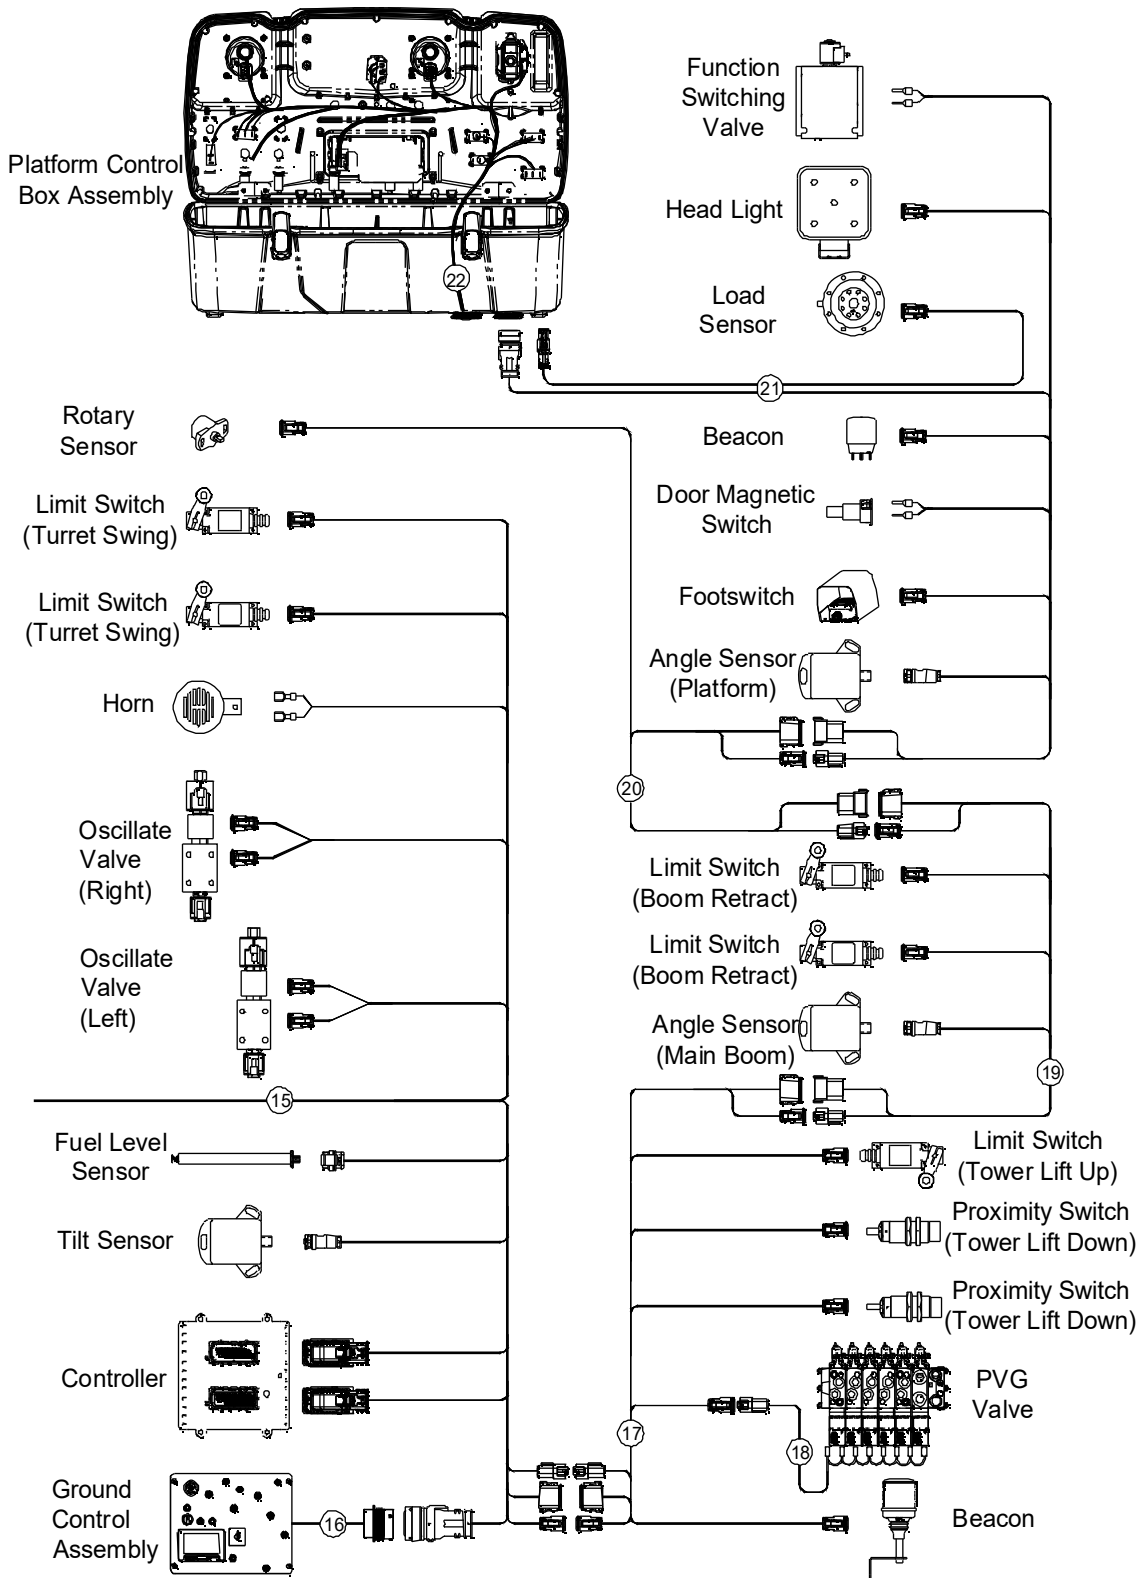 Platform Control
Box Assembly
22
Function
Switching
Valve
Head Light
Load
Sensor
21
Rotary
Sensor
Limit Switch
(Turret Swing)
Limit Switch
(Turret Swing)
Horn
Oscillate
Valve
(Right)
Oscillate
Valve
(Left)
15
Fuel Level
Sensor
Tilt Sensor
Controller
Ground
Control
Assembly
16
Beacon
Door Magnetic
Switch
Footswitch
Angle Sensor
(Platform)
20
Limit Switch
(Boom Retract)
Limit Switch
(Boom Retract)
Angle Sensor
(Main Boom)
19
Limit Switch
(Tower Lift Up)
Proximity Switch
(Tower Lift Down)
Proximity Switch
(Tower Lift Down)
PVG
Valve
17
18
Beacon